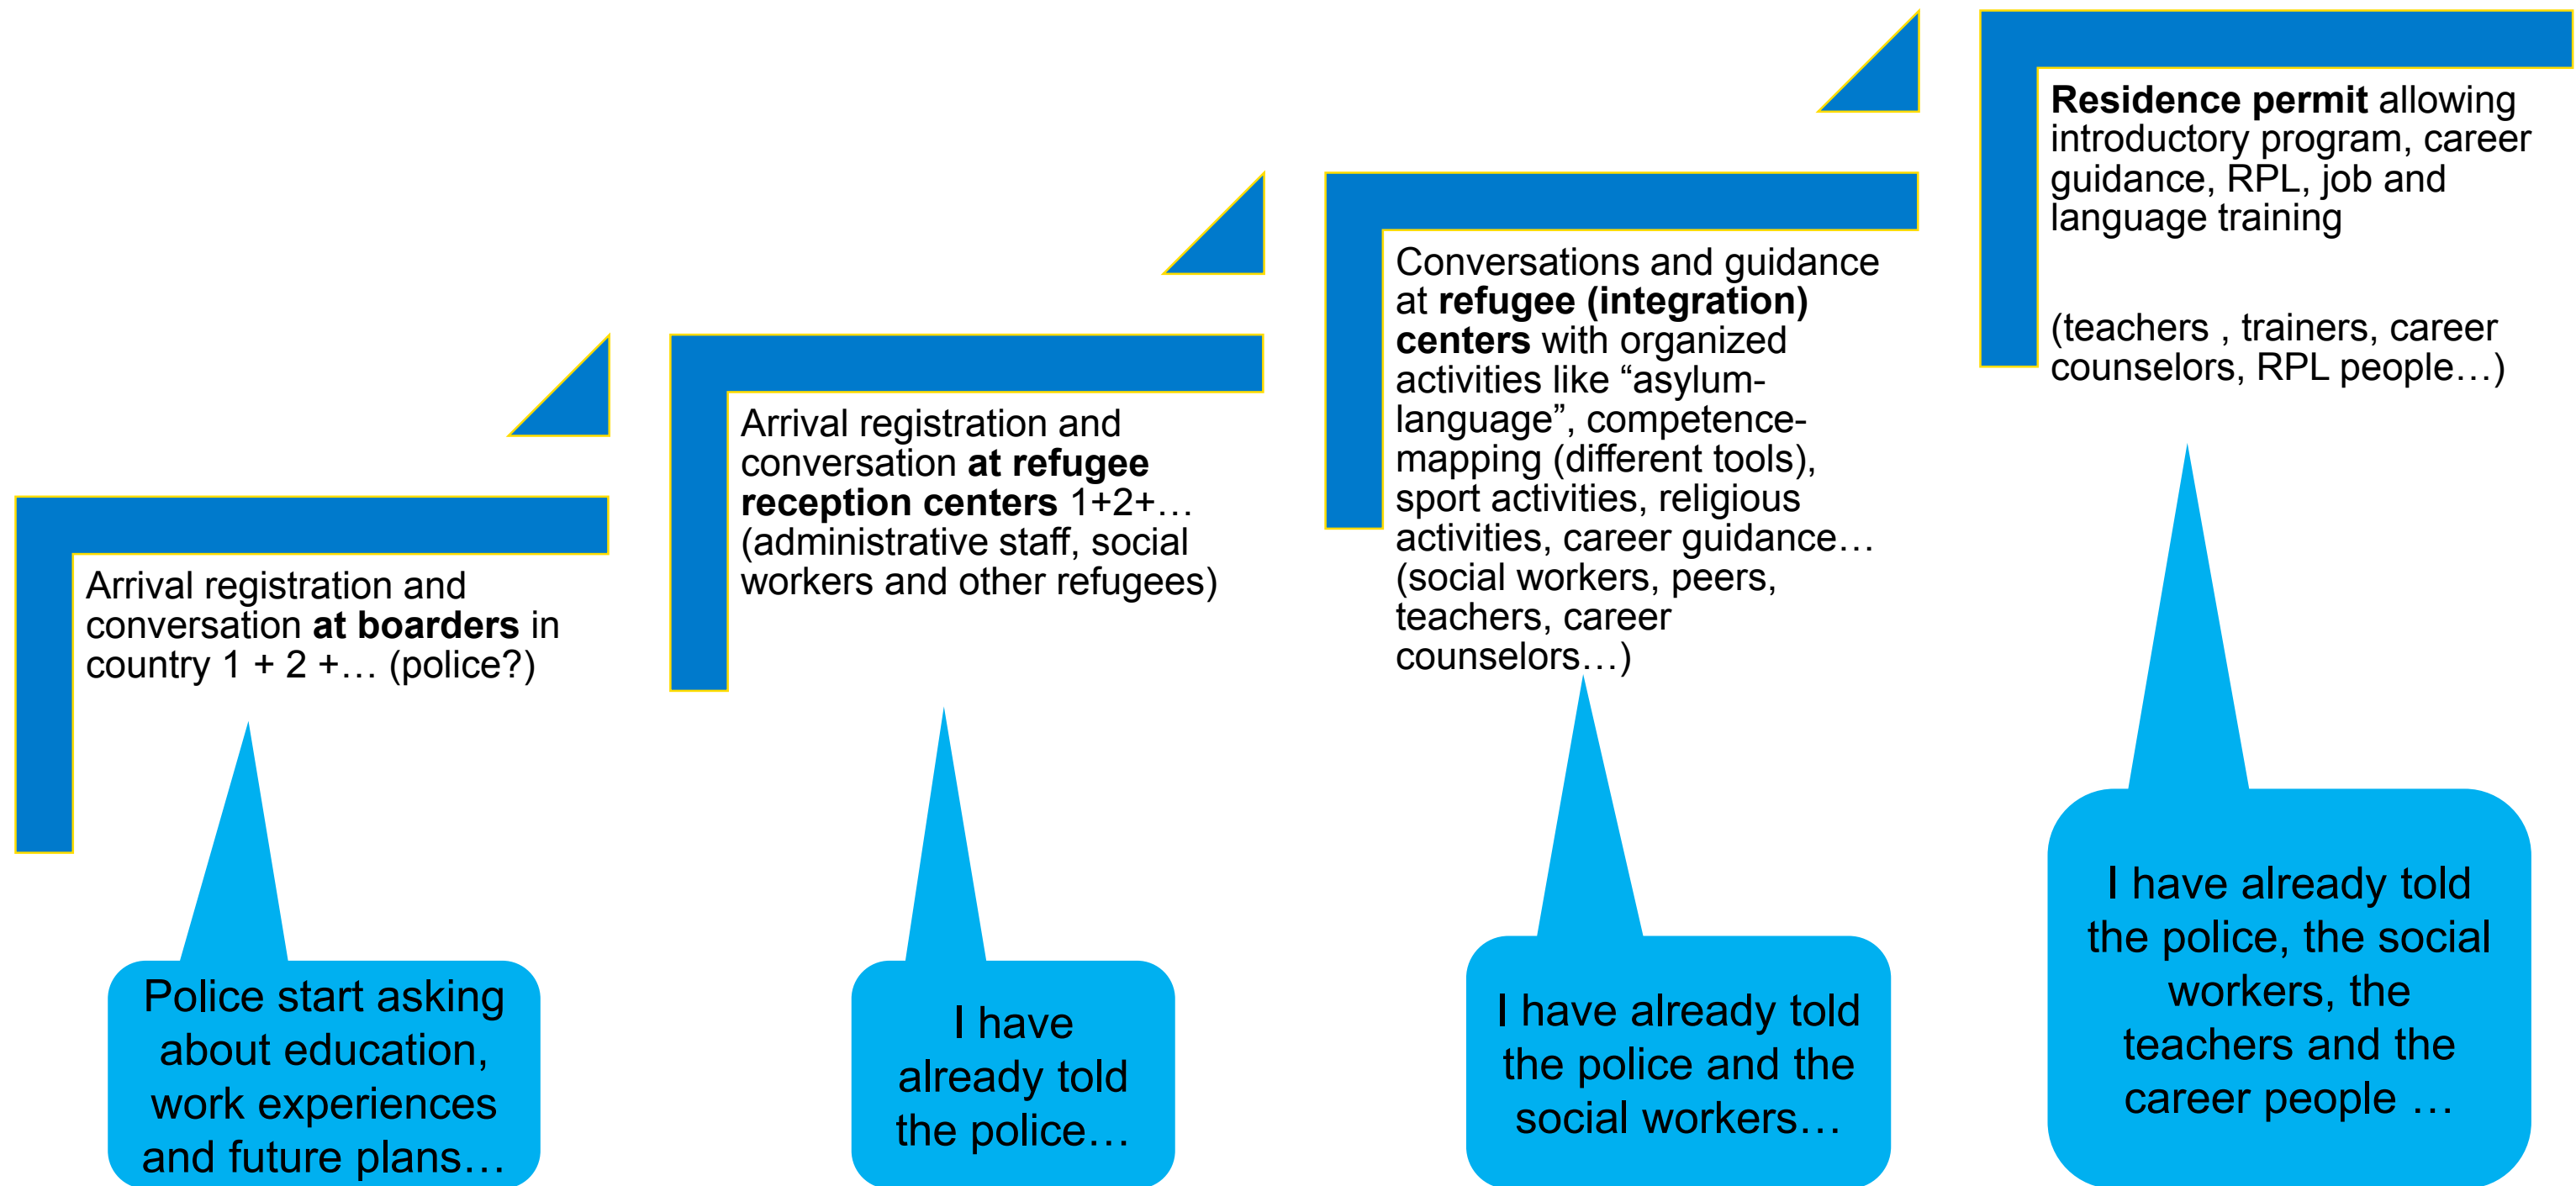 Arrival registration and
conversation at boarders in
country 1 + 2 +… (police?)
Police start asking
about education,
work experiences
and future plans…
Arrival registration and
conversation at refugee
reception centers 1+2+…
(administrative staff, social
workers and other refugees)
I have
already told
the police…
Conversations and guidance
at refugee (integration)
centers with organized
activities like “asylum-
language”, competence-
mapping (different tools),
sport activities, religious
activities, career guidance…
(social workers, peers,
teachers, career
counselors…)
I have already told
the police and the
social workers…
Residence permit allowing
introductory program, career
guidance, RPL, job and
language training
(teachers , trainers, career
counselors, RPL people…)
I have already told
the police, the social
workers, the
teachers and the
career people …